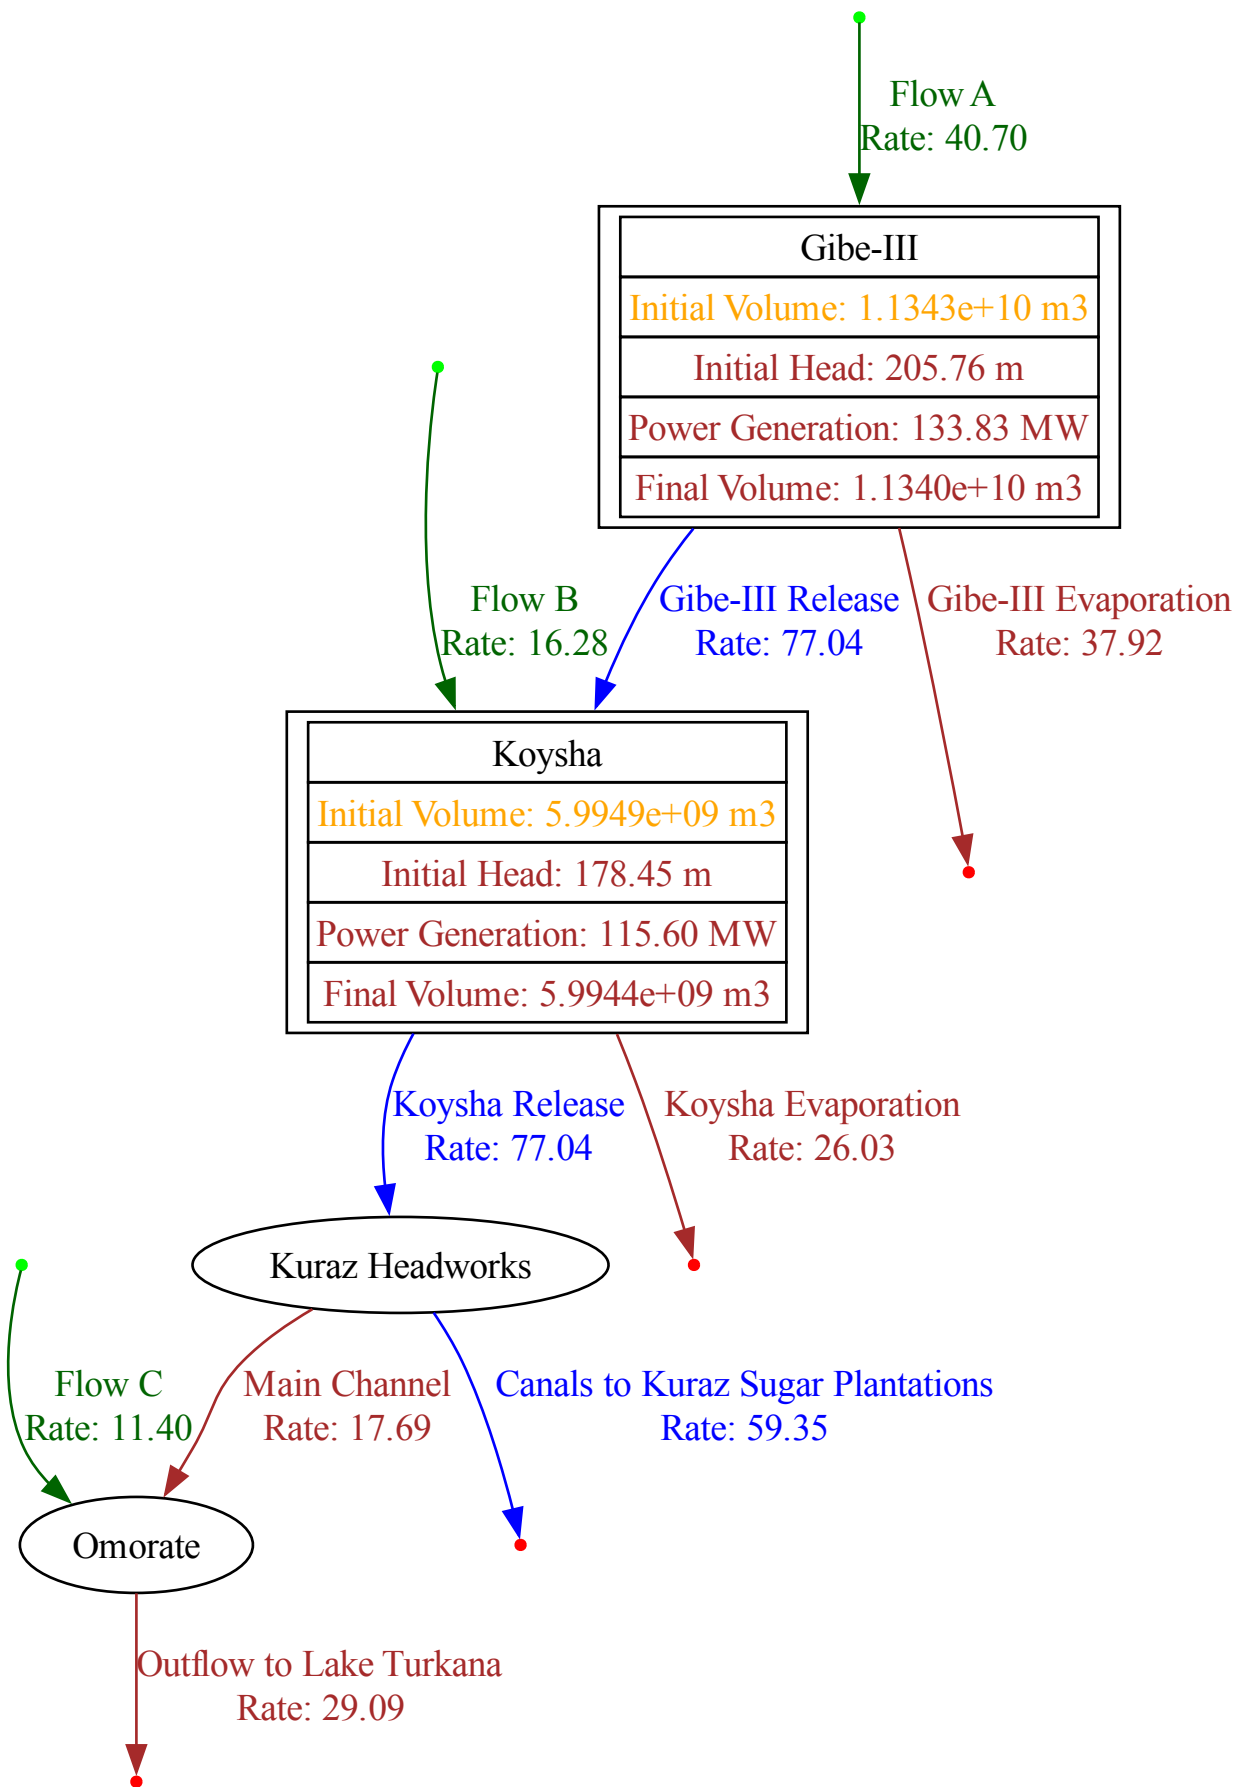 Flow A
Rate: 40.70
Gibe-III
Initial Volume: 1.1343e+10 m3
Initial Head: 205.76 m
Power Generation: 133.83 MW
Final Volume: 1.1340e+10 m3
Flow B
Rate: 16.28
Gibe-III Release
Rate: 77.04
Gibe-III Evaporation
Rate: 37.92
Koysha
Initial Volume: 5.9949e+09 m3
Initial Head: 178.45 m
Power Generation: 115.60 MW
Final Volume: 5.9944e+09 m3
Koysha Release
Rate: 77.04
Koysha Evaporation
Rate: 26.03
Kuraz Headworks
Flow C
Rate: 11.40
Main Channel
Rate: 17.69
Canals to Kuraz Sugar Plantations
Rate: 59.35
Omorate
Outflow to Lake Turkana
Rate: 29.09